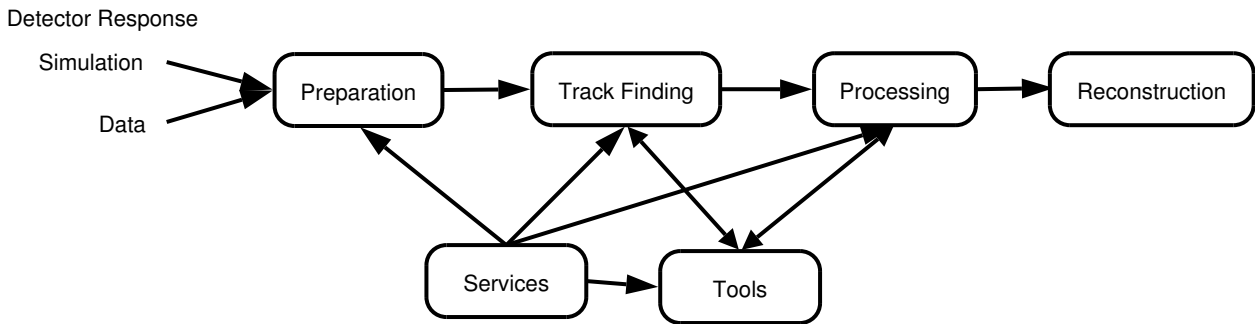 Detector Response
Simulation
Data
Preparation
Track Finding
Processing
Reconstruction
Services
Tools